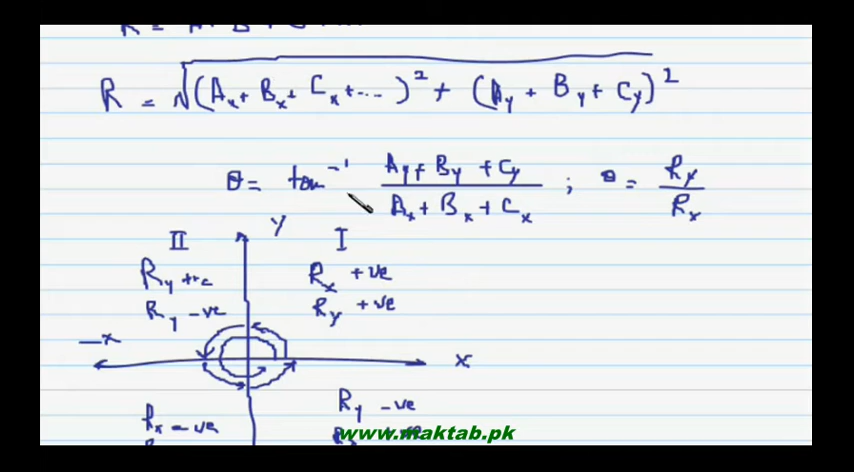 R = √(Ax + Bx + Cx + ...)² + (Ay + By + Cy)²
θ = tan⁻¹ Ay + By + Cy / Ax + Bx + Cx ; θ = Ry / Rx
II Y I
Ry +ve Rx +ve
Ry -ve Ry +ve
-x x
Rx -ve Ry -ve
www.maktab.pk